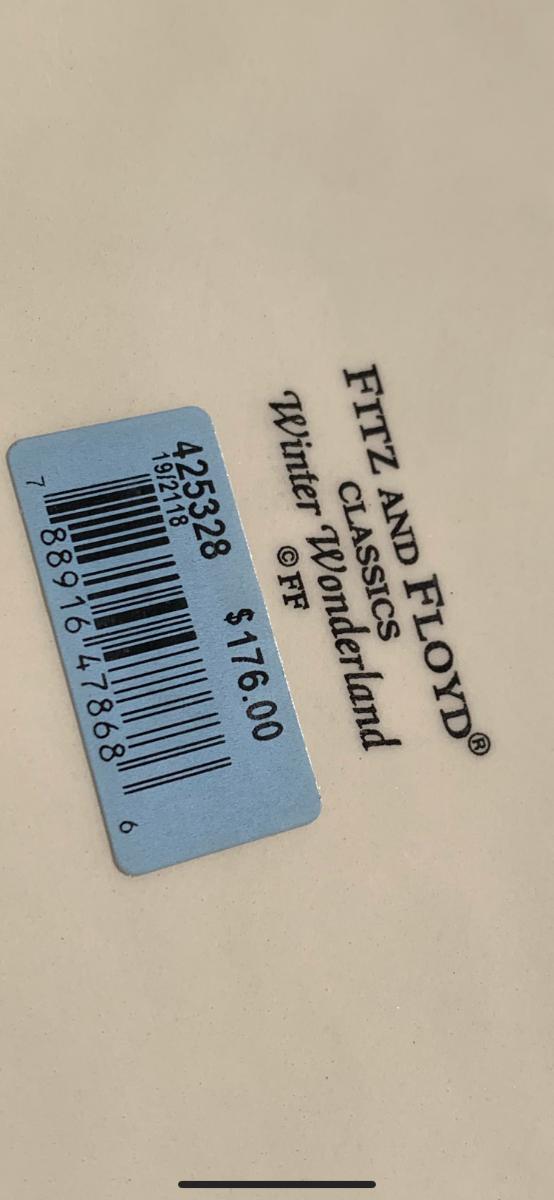 FITZ AND FLOYD®
CLASSICS
Winter Wonderland
© FF
425328 $176.00
19/2118
7 88916 47868 6